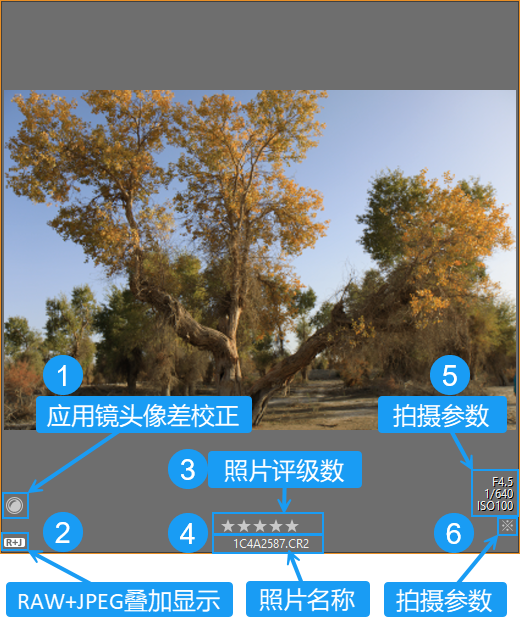 1
5
应用镜头像差校正
拍摄参数
3
照片评级数
F4.5
1/640
ISO100
★★★★★
2
4
6
※
R+J
1C4A2587.CR2
RAW+JPEG叠加显示
照片名称
拍摄参数